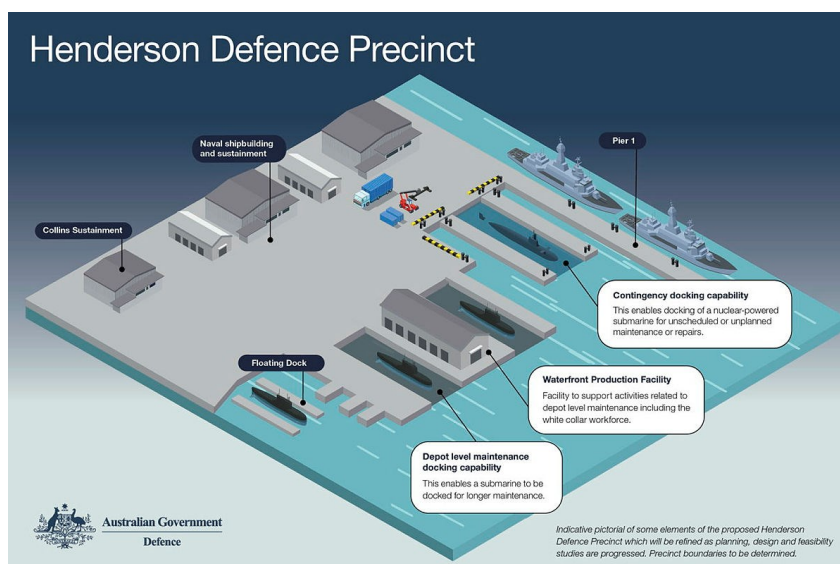 Henderson Defence Precinct
Naval shipbuilding
and sustainment
Pier 1
Collins Sustainment
Contingency docking capability
This enables docking of a nuclear-powered
submarine for unscheduled or unplanned
maintenance or repairs.
Floating Dock
Waterfront Production Facility
Facility to support activities related to
depot level maintenance including the
white collar workforce.
Depot level maintenance
docking capability
This enables a submarine to be
docked for longer maintenance.
Australian Government
Defence
Indicative pictorial of some elements of the proposed Henderson
Defence Precinct which will be refined as planning, design and feasibility
studies are progressed. Precinct boundaries to be determined.